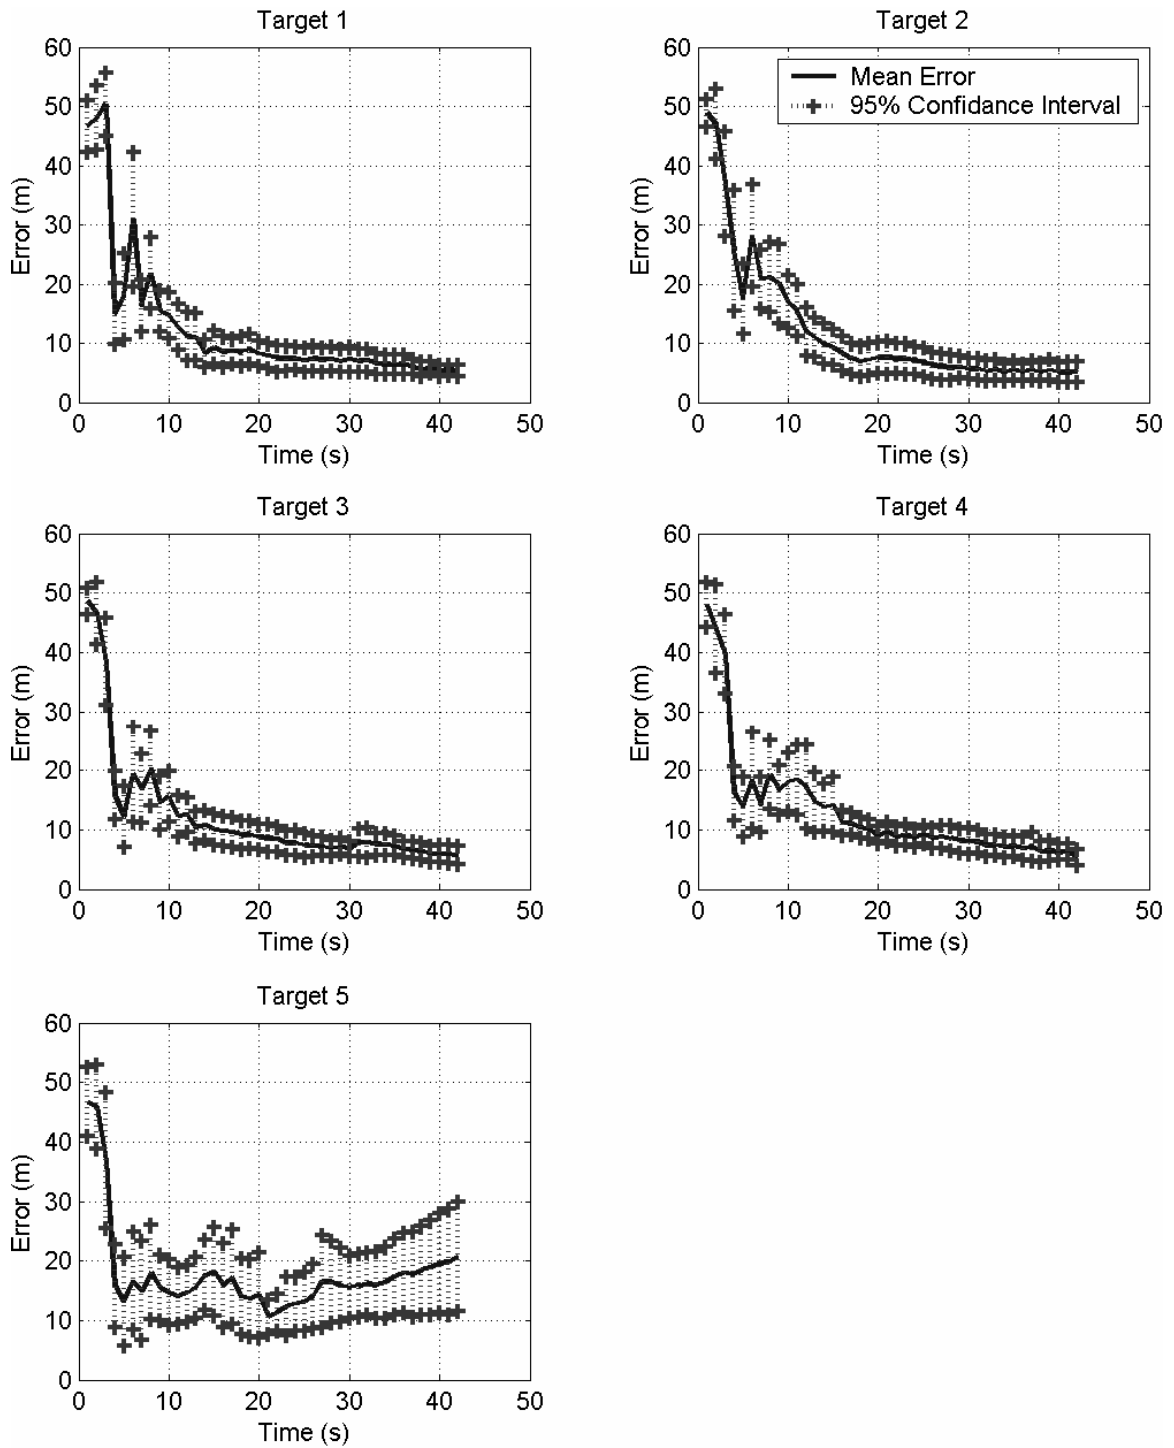 Target 1
60
50
40
30
20
10
0
Error (m)
0 10 20 30 40 50
Time (s)
Target 2
Mean Error
95% Confidance Interval
60
50
40
30
20
10
0
Error (m)
0 10 20 30 40 50
Time (s)
Target 3
60
50
40
30
20
10
0
Error (m)
0 10 20 30 40 50
Time (s)
Target 4
60
50
40
30
20
10
0
Error (m)
0 10 20 30 40 50
Time (s)
Target 5
60
50
40
30
20
10
0
Error (m)
0 10 20 30 40 50
Time (s)